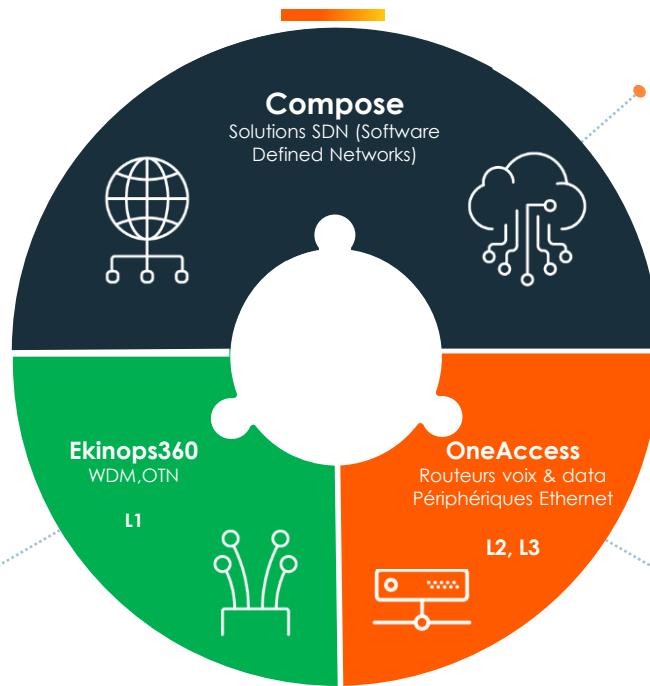 Compose
Solutions SDN (Software
Defined Networks)
Ekinops360
WDM,OTN
L1
OneAccess
Routeurs voix & data
Périphériques Ethernet
L2, L3